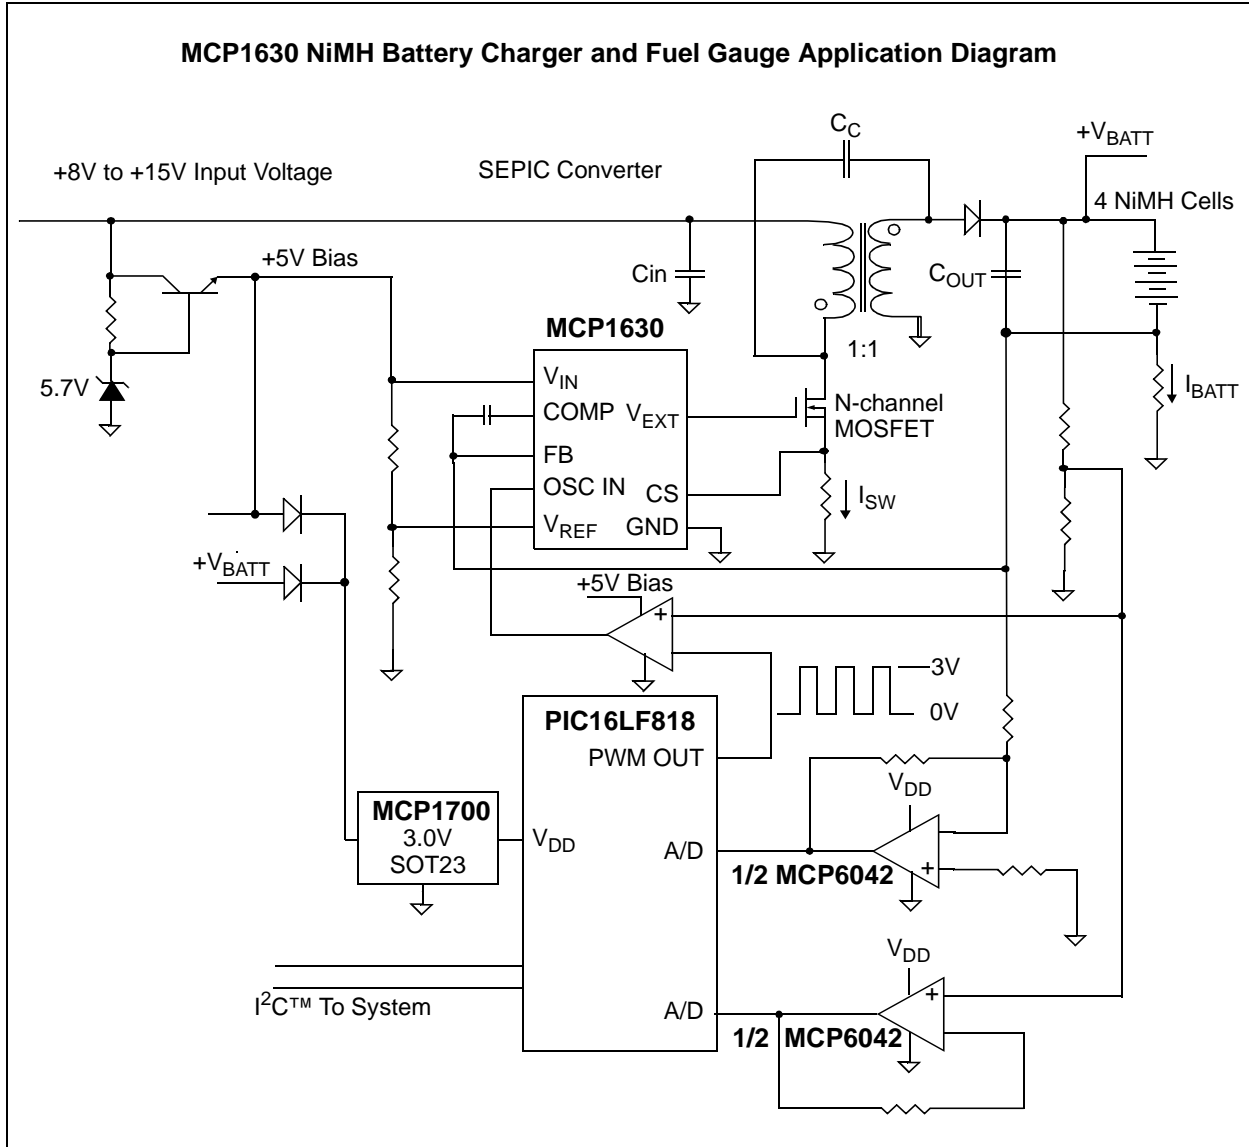 MCP1630 NiMH Battery Charger and Fuel Gauge Application Diagram
C_C
+V_BATT
+8V to +15V Input Voltage
SEPIC Converter
4 NiMH Cells
+5V Bias
Cin
C_OUT
MCP1630
1:1
5.7V
V_IN
COMP
V_EXT
FB
OSC IN
CS
V_REF
GND
N-channel
MOSFET
I_BATT
I_SW
+V_BATT
+5V Bias
+
3V
0V
PIC16LF818
PWM OUT
V_DD
MCP1700
3.0V
SOT23
V_DD
A/D
+
1/2 MCP6042
V_DD
I²C™ To System
A/D
+
1/2 MCP6042